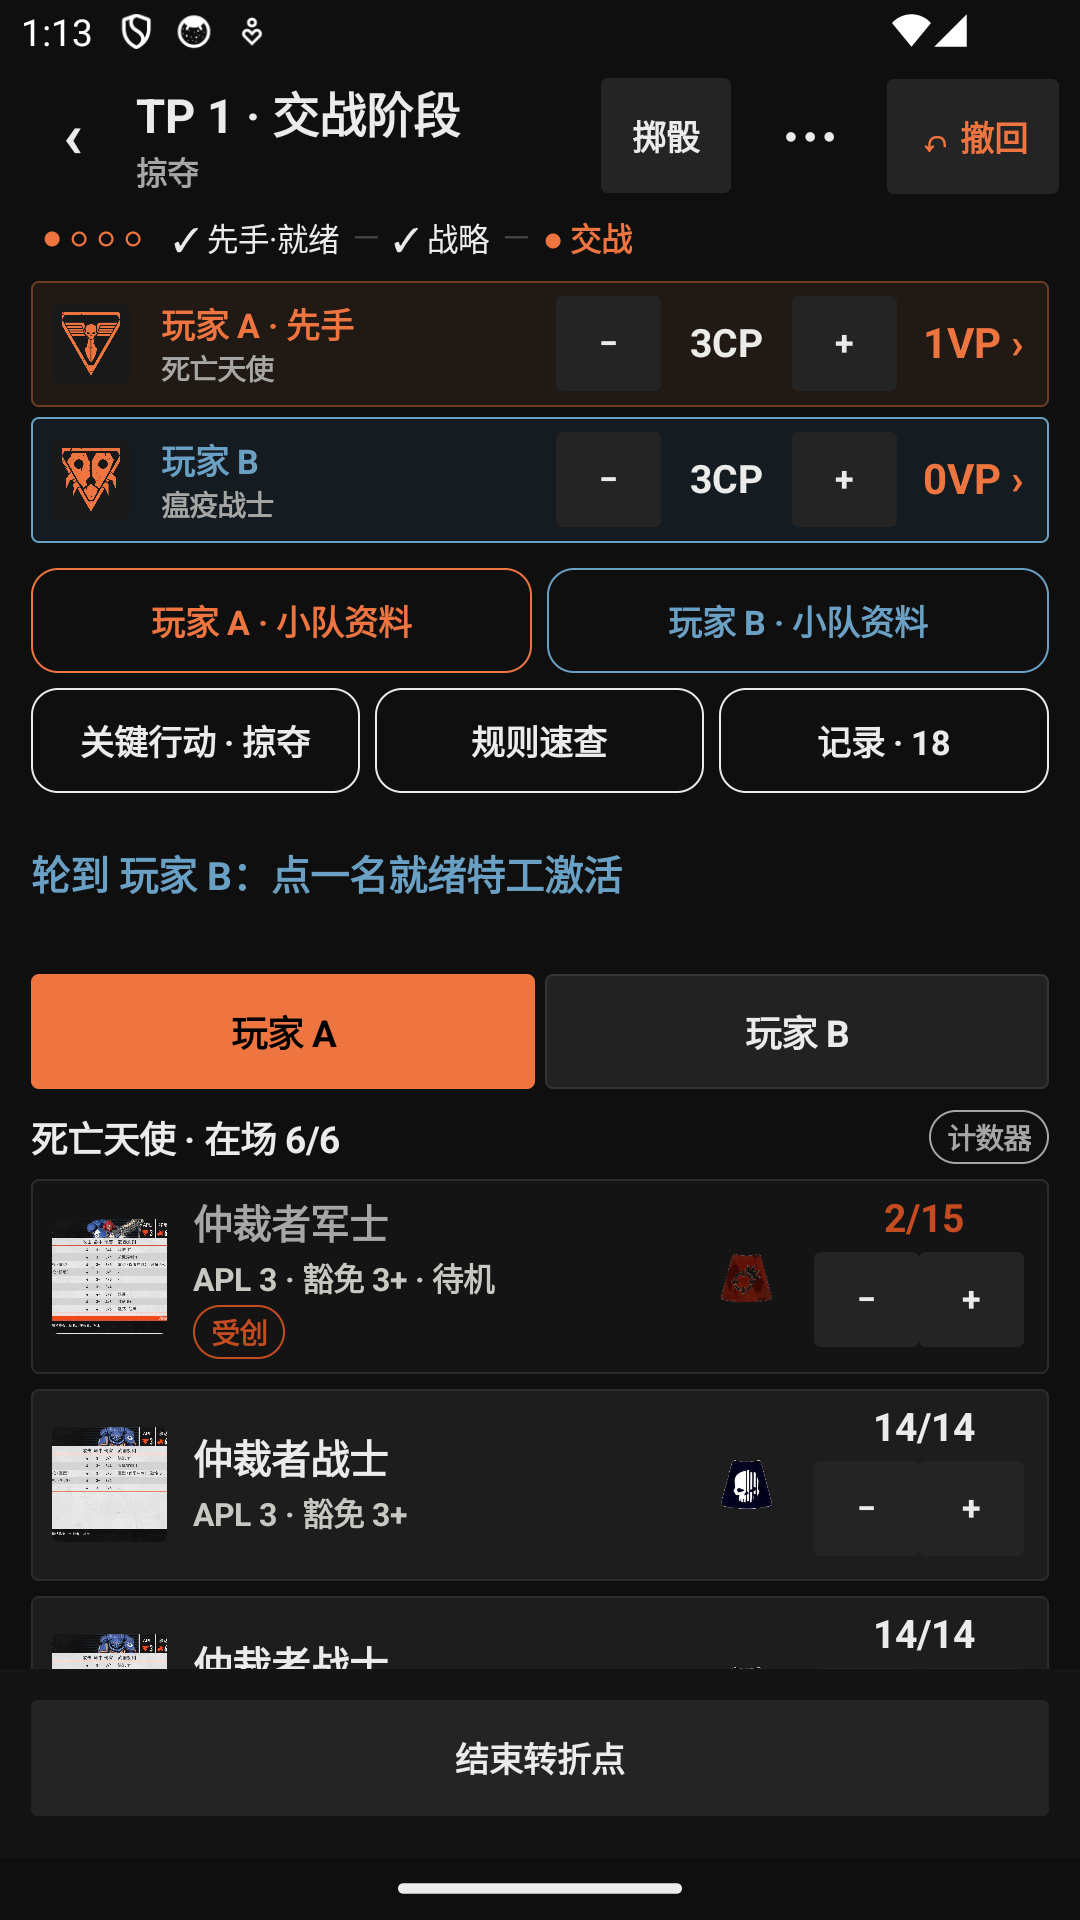 1:13
TP 1 · 交战阶段
掠夺
掷骰
撤回
✓ 先手·就绪 — ✓ 战略 — ● 交战
玩家 A · 先手
死亡天使
− 3CP + 1VP ›
玩家 B
瘟疫战士
− 3CP + 0VP ›
玩家 A · 小队资料
玩家 B · 小队资料
关键行动 · 掠夺
规则速查
记录 · 18
轮到 玩家 B：点一名就绪特工激活
玩家 A
玩家 B
死亡天使 · 在场 6/6
计数器
仲裁者军士
APL 3 · 豁免 3+ · 待机
受创
2/15
− +
仲裁者战士
APL 3 · 豁免 3+
14/14
− +
仲裁者战士
14/14
结束转折点